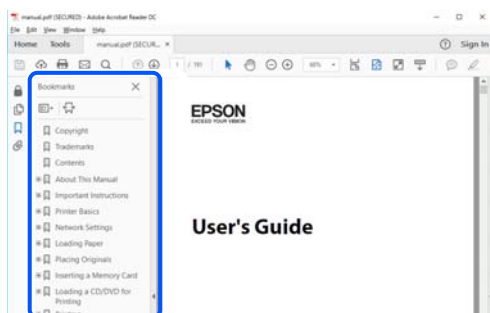 manual.pdf (SECURED) - Adobe Acrobat Reader DC
File Edit View Window Help
Home Tools manual.pdf (SECUR... × Sign In
1 / 191
Bookmarks
Copyright
Trademarks
Contents
About This Manual
Important Instructions
Printer Basics
Network Settings
Loading Paper
Placing Originals
Inserting a Memory Card
Loading a CD/DVD for
Printing
EPSON
EXCEED YOUR VISION
User's Guide